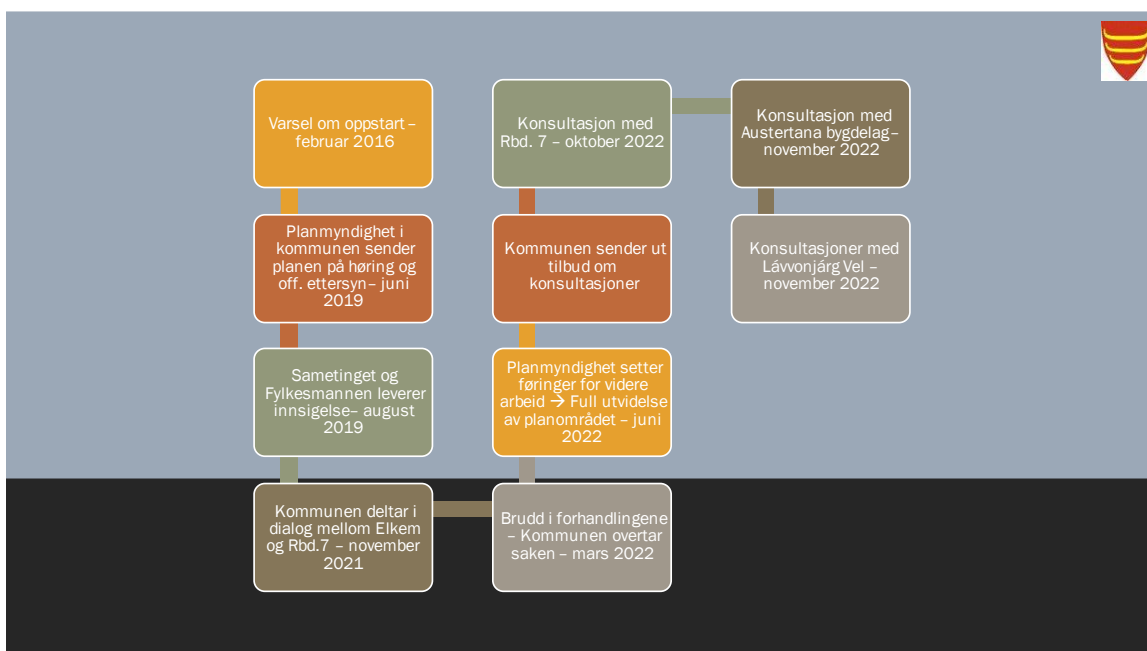 Varsel om oppstart –
februar 2016
Planmyndighet i
kommunen sender
planen på høring og
off. ettersyn– juni
2019
Sametinget og
Fylkesmannen leverer
innsigelse– august
2019
Kommunen deltar i
dialog mellom Elkem
og Rbd.7 – november
2021
Brudd i forhandlingene
– Kommunen overtar
saken – mars 2022
Planmyndighet setter
føringer for videre
arbeid → Full utvidelse
av planområdet – juni
2022
Kommunen sender ut
tilbud om
konsultasjoner
Konsultasjon med
Rbd. 7 – oktober 2022
Konsultasjon med
Austertana bygdelag–
november 2022
Konsultasjoner med
Lávvonjárg Vel –
november 2022